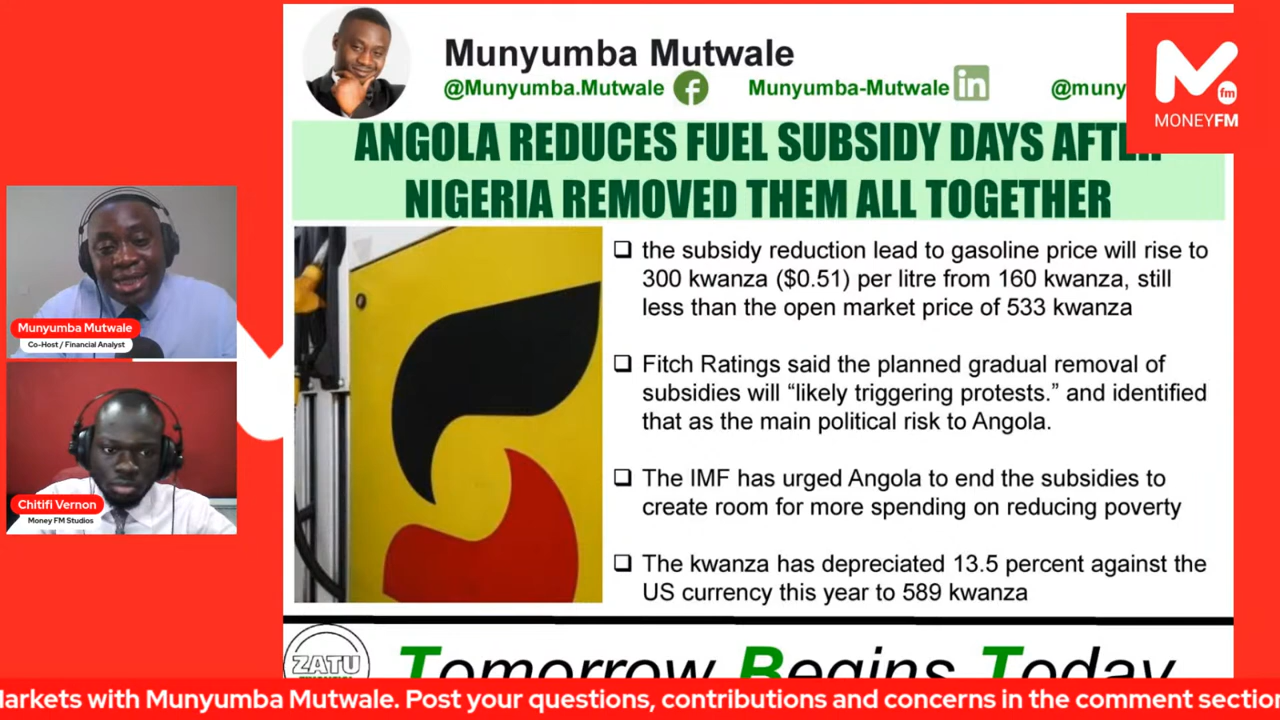 Munyumba Mutwale
@Munyumba.Mutwale
Munyumba-Mutwale
in
@muny
M
fm
MONEYFM
ANGOLA REDUCES FUEL SUBSIDY DAYS AFTER
NIGERIA REMOVED THEM ALL TOGETHER
the subsidy reduction lead to gasoline price will rise to
300 kwanza ($0.51) per litre from 160 kwanza, still
less than the open market price of 533 kwanza
Fitch Ratings said the planned gradual removal of
subsidies will “likely triggering protests.” and identified
that as the main political risk to Angola.
The IMF has urged Angola to end the subsidies to
create room for more spending on reducing poverty
The kwanza has depreciated 13.5 percent against the
US currency this year to 589 kwanza
Munyumba Mutwale
Co-Host / Financial Analyst
Chitifi Vernon
Money FM Studios
ZATU
Tomorrow Begins Today
Markets with Munyumba Mutwale. Post your questions, contributions and concerns in the comment section